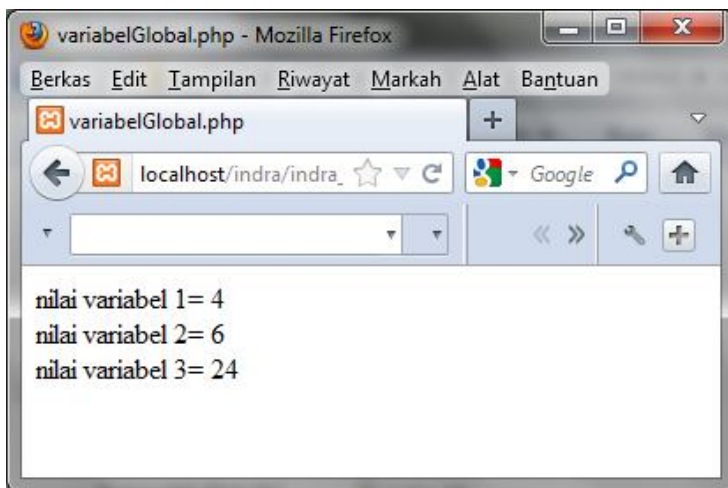 variabelGlobal.php - Mozilla Firefox
Berkas Edit Tampilan Riwayat Markah Alat Bantuan
variabelGlobal.php
localhost/indra/indra_ Google
nilai variabel 1= 4
nilai variabel 2= 6
nilai variabel 3= 24